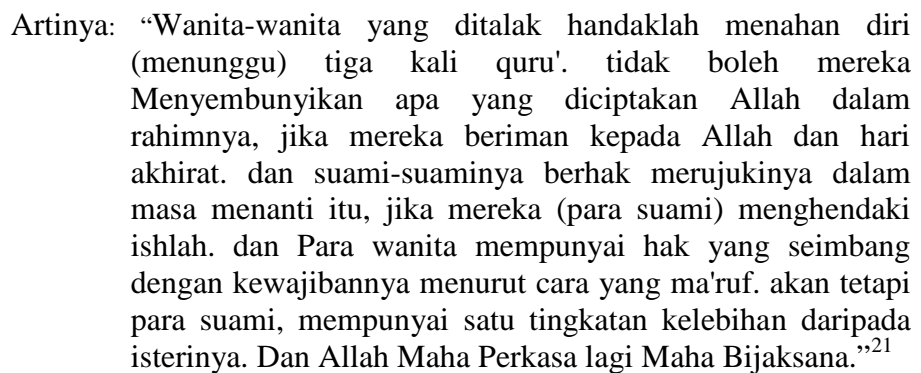 Artinya: “Wanita-wanita yang ditalak handaklah menahan diri
(menunggu) tiga kali quru'. tidak boleh mereka
Menyembunyikan apa yang diciptakan Allah dalam
rahimnya, jika mereka beriman kepada Allah dan hari
akhirat. dan suami-suaminya berhak merujukinya dalam
masa menanti itu, jika mereka (para suami) menghendaki
ishlah. dan Para wanita mempunyai hak yang seimbang
dengan kewajibannya menurut cara yang ma'ruf. akan tetapi
para suami, mempunyai satu tingkatan kelebihan daripada
isterinya. Dan Allah Maha Perkasa lagi Maha Bijaksana.”21